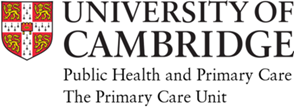 UNIVERSITY OF
CAMBRIDGE
Public Health and Primary Care
The Primary Care Unit